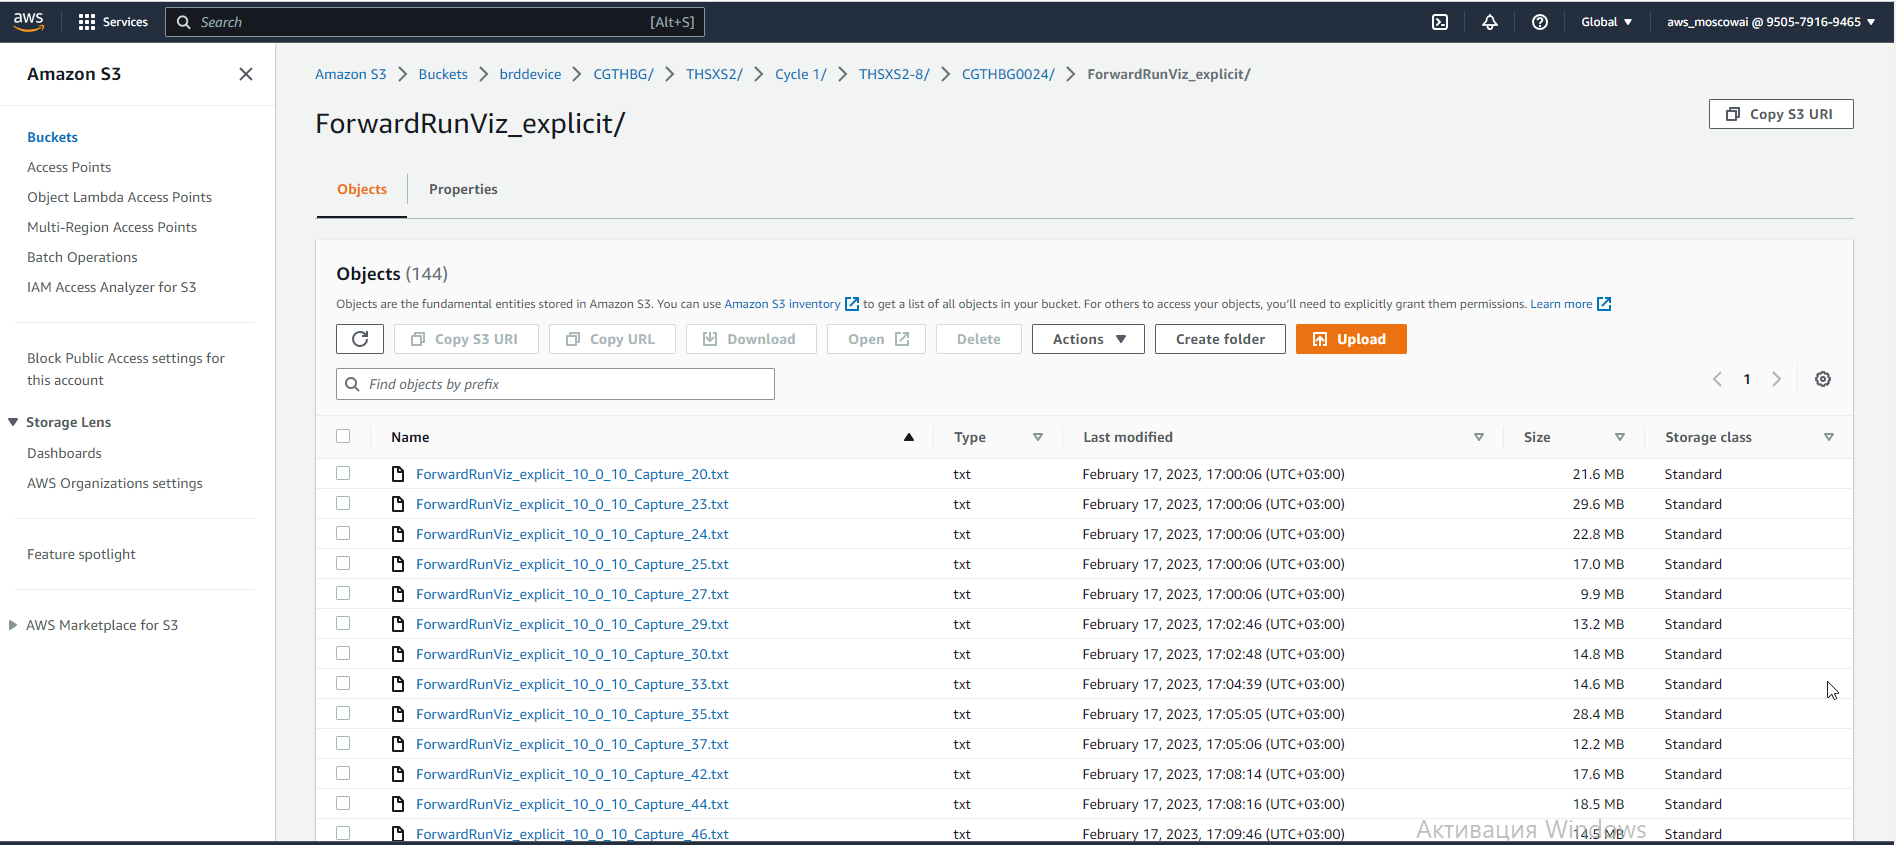 aws Services Search [Alt+S] Global aws_moscowai @ 9505-7916-9465
Amazon S3
Buckets
Access Points
Object Lambda Access Points
Multi-Region Access Points
Batch Operations
IAM Access Analyzer for S3
Block Public Access settings for
this account
Storage Lens
Dashboards
AWS Organizations settings
Feature spotlight
AWS Marketplace for S3
Amazon S3 Buckets brddevice CGTHBG/ THSXS2/ Cycle 1/ THSXS2-8/ CGTHBG0024/ ForwardRunViz_explicit/
ForwardRunViz_explicit/
Copy S3 URI
Objects Properties
Objects (144)
Objects are the fundamental entities stored in Amazon S3. You can use Amazon S3 inventory to get a list of all objects in your bucket. For others to access your objects, you'll need to explicitly grant them permissions. Learn more
Copy S3 URI Copy URL Download Open Delete Actions Create folder Upload
Find objects by prefix 1
Name Type Last modified Size Storage class
ForwardRunViz_explicit_10_0_10_Capture_20.txt txt February 17, 2023, 17:00:06 (UTC+03:00) 21.6 MB Standard
ForwardRunViz_explicit_10_0_10_Capture_23.txt txt February 17, 2023, 17:00:06 (UTC+03:00) 29.6 MB Standard
ForwardRunViz_explicit_10_0_10_Capture_24.txt txt February 17, 2023, 17:00:06 (UTC+03:00) 22.8 MB Standard
ForwardRunViz_explicit_10_0_10_Capture_25.txt txt February 17, 2023, 17:00:06 (UTC+03:00) 17.0 MB Standard
ForwardRunViz_explicit_10_0_10_Capture_27.txt txt February 17, 2023, 17:00:06 (UTC+03:00) 9.9 MB Standard
ForwardRunViz_explicit_10_0_10_Capture_29.txt txt February 17, 2023, 17:02:46 (UTC+03:00) 13.2 MB Standard
ForwardRunViz_explicit_10_0_10_Capture_30.txt txt February 17, 2023, 17:02:48 (UTC+03:00) 14.8 MB Standard
ForwardRunViz_explicit_10_0_10_Capture_33.txt txt February 17, 2023, 17:04:39 (UTC+03:00) 14.6 MB Standard
ForwardRunViz_explicit_10_0_10_Capture_35.txt txt February 17, 2023, 17:05:05 (UTC+03:00) 28.4 MB Standard
ForwardRunViz_explicit_10_0_10_Capture_37.txt txt February 17, 2023, 17:05:06 (UTC+03:00) 12.2 MB Standard
ForwardRunViz_explicit_10_0_10_Capture_42.txt txt February 17, 2023, 17:08:14 (UTC+03:00) 17.6 MB Standard
ForwardRunViz_explicit_10_0_10_Capture_44.txt txt February 17, 2023, 17:08:16 (UTC+03:00) 18.5 MB Standard
ForwardRunViz_explicit_10_0_10_Capture_46.txt txt February 17, 2023, 17:09:46 (UTC+03:00) 14.5 MB Standard
Активация Windows